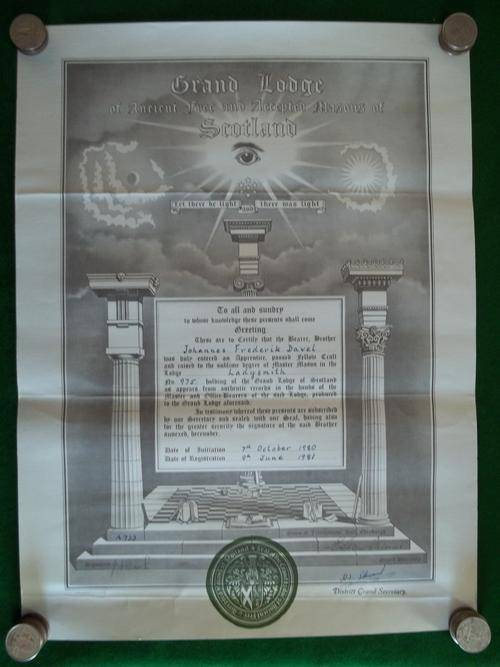 Grand Lodge
of Ancient Free and Accepted Masons of
Scotland
Let there be light and there was light
To all and sundry
to whose knowledge these presents shall come
Greeting
These are to Certify that the Bearer, Brother
Johannes Frederik Davel
was duly entered an Apprentice, passed Fellow Craft
and raised to the sublime degree of Master Mason in the
Lodge Ladysmith
No 975, holding of the Grand Lodge of Scotland
as appears from authentic records in the hands of the
Master and Office-Bearers of the said Lodge, produced
to the Grand Lodge aforesaid.
In testimony whereof these presents are subscribed
by our Secretary and sealed with our Seal, having also
for the greater security the signature of the said Brother
annexed, hereunder.
Date of Initiation 7th October 1980
Date of Registration 9th June 1981
District Grand Secretary.